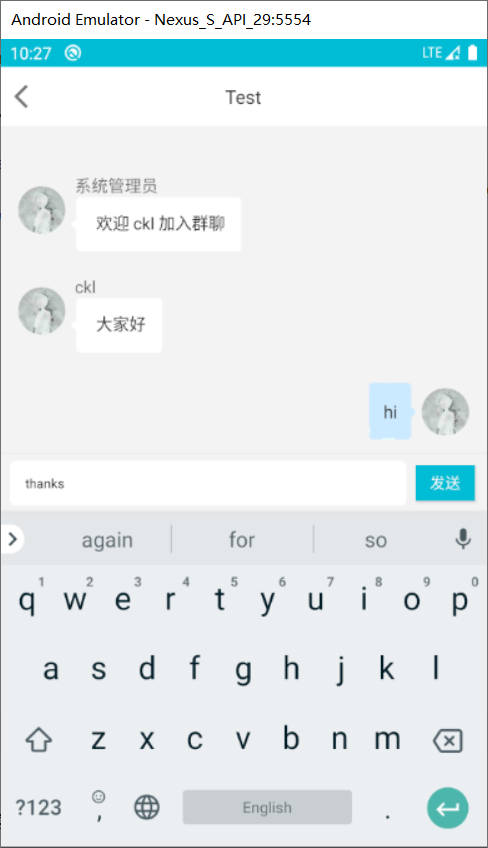 Android Emulator - Nexus_S_API_29:5554
10:27 LTE
Test
系统管理员
欢迎 ckl 加入群聊
ckl
大家好
hi
thanks 发送
again for so
1 2 3 4 5 6 7 8 9 0
q w e r t y u i o p
a s d f g h j k l
z x c v b n m
?123 , English .